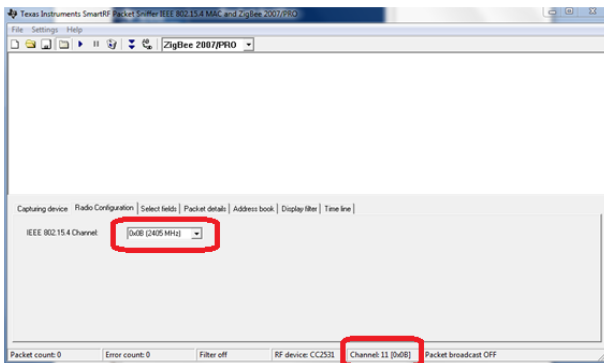 Texas Instruments SmartRF Packet Sniffer IEEE 802.15.4 MAC and ZigBee 2007/PRO
File Settings Help
ZigBee 2007/PRO
Capturing device Radio Configuration Select fields Packet details Address book Display filter Time line
IEEE 802.15.4 Channel: 0x0B (2405 MHz)
Packet count: 0 Error count: 0 Filter off RF device: CC2531 Channel: 11 [0x0B] Packet broadcast OFF